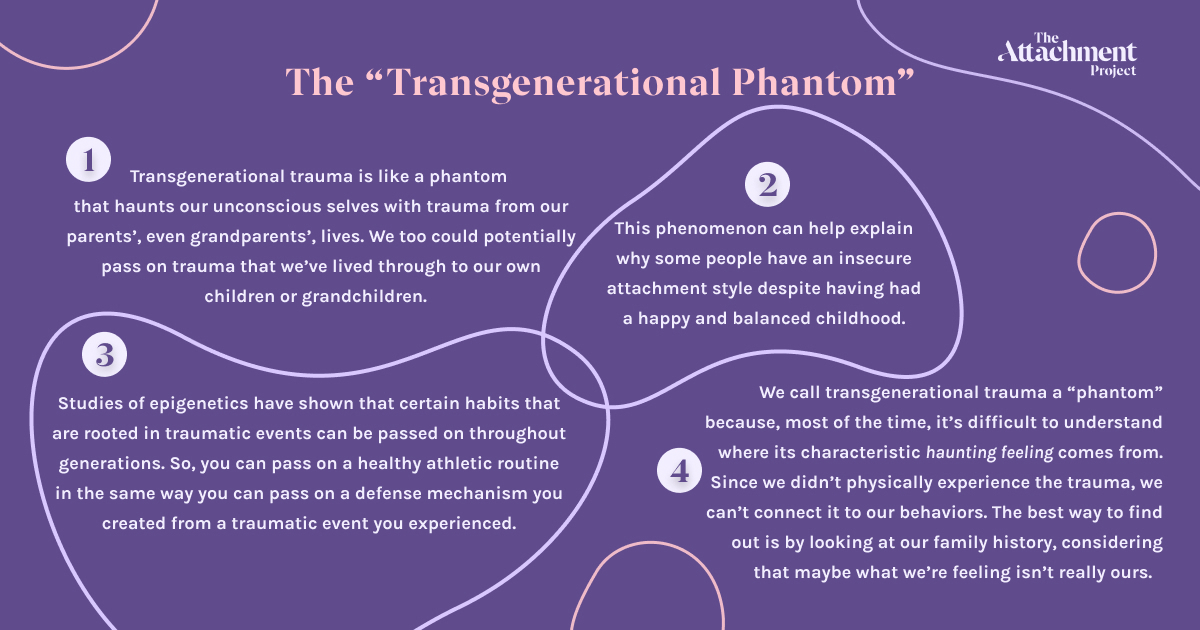 The
Attachment
Project
The “Transgenerational Phantom”
1
Transgenerational trauma is like a phantom
that haunts our unconscious selves with trauma from our
parents’, even grandparents’, lives. We too could potentially
pass on trauma that we’ve lived through to our own
children or grandchildren.
2
This phenomenon can help explain
why some people have an insecure
attachment style despite having had
a happy and balanced childhood.
3
Studies of epigenetics have shown that certain habits that
are rooted in traumatic events can be passed on throughout
generations. So, you can pass on a healthy athletic routine
in the same way you can pass on a defense mechanism you
created from a traumatic event you experienced.
4
We call transgenerational trauma a “phantom”
because, most of the time, it’s difficult to understand
where its characteristic haunting feeling comes from.
Since we didn’t physically experience the trauma, we
can’t connect it to our behaviors. The best way to find
out is by looking at our family history, considering
that maybe what we’re feeling isn’t really ours.